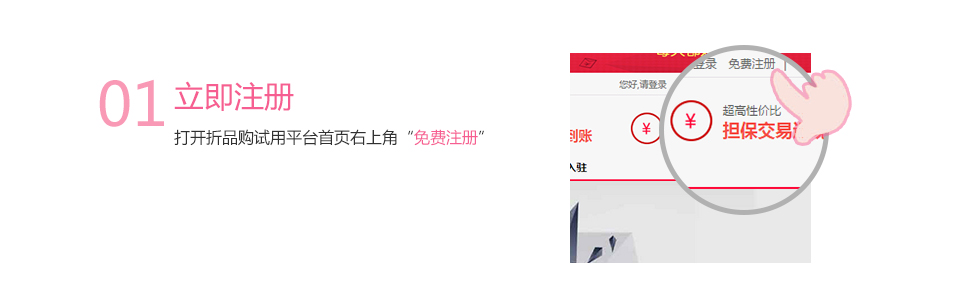 01 立即注册
打开折品购试用平台首页右上角“免费注册”
登录 免费注册
您好,请登录
超高性价比
到账
担保交易
入驻